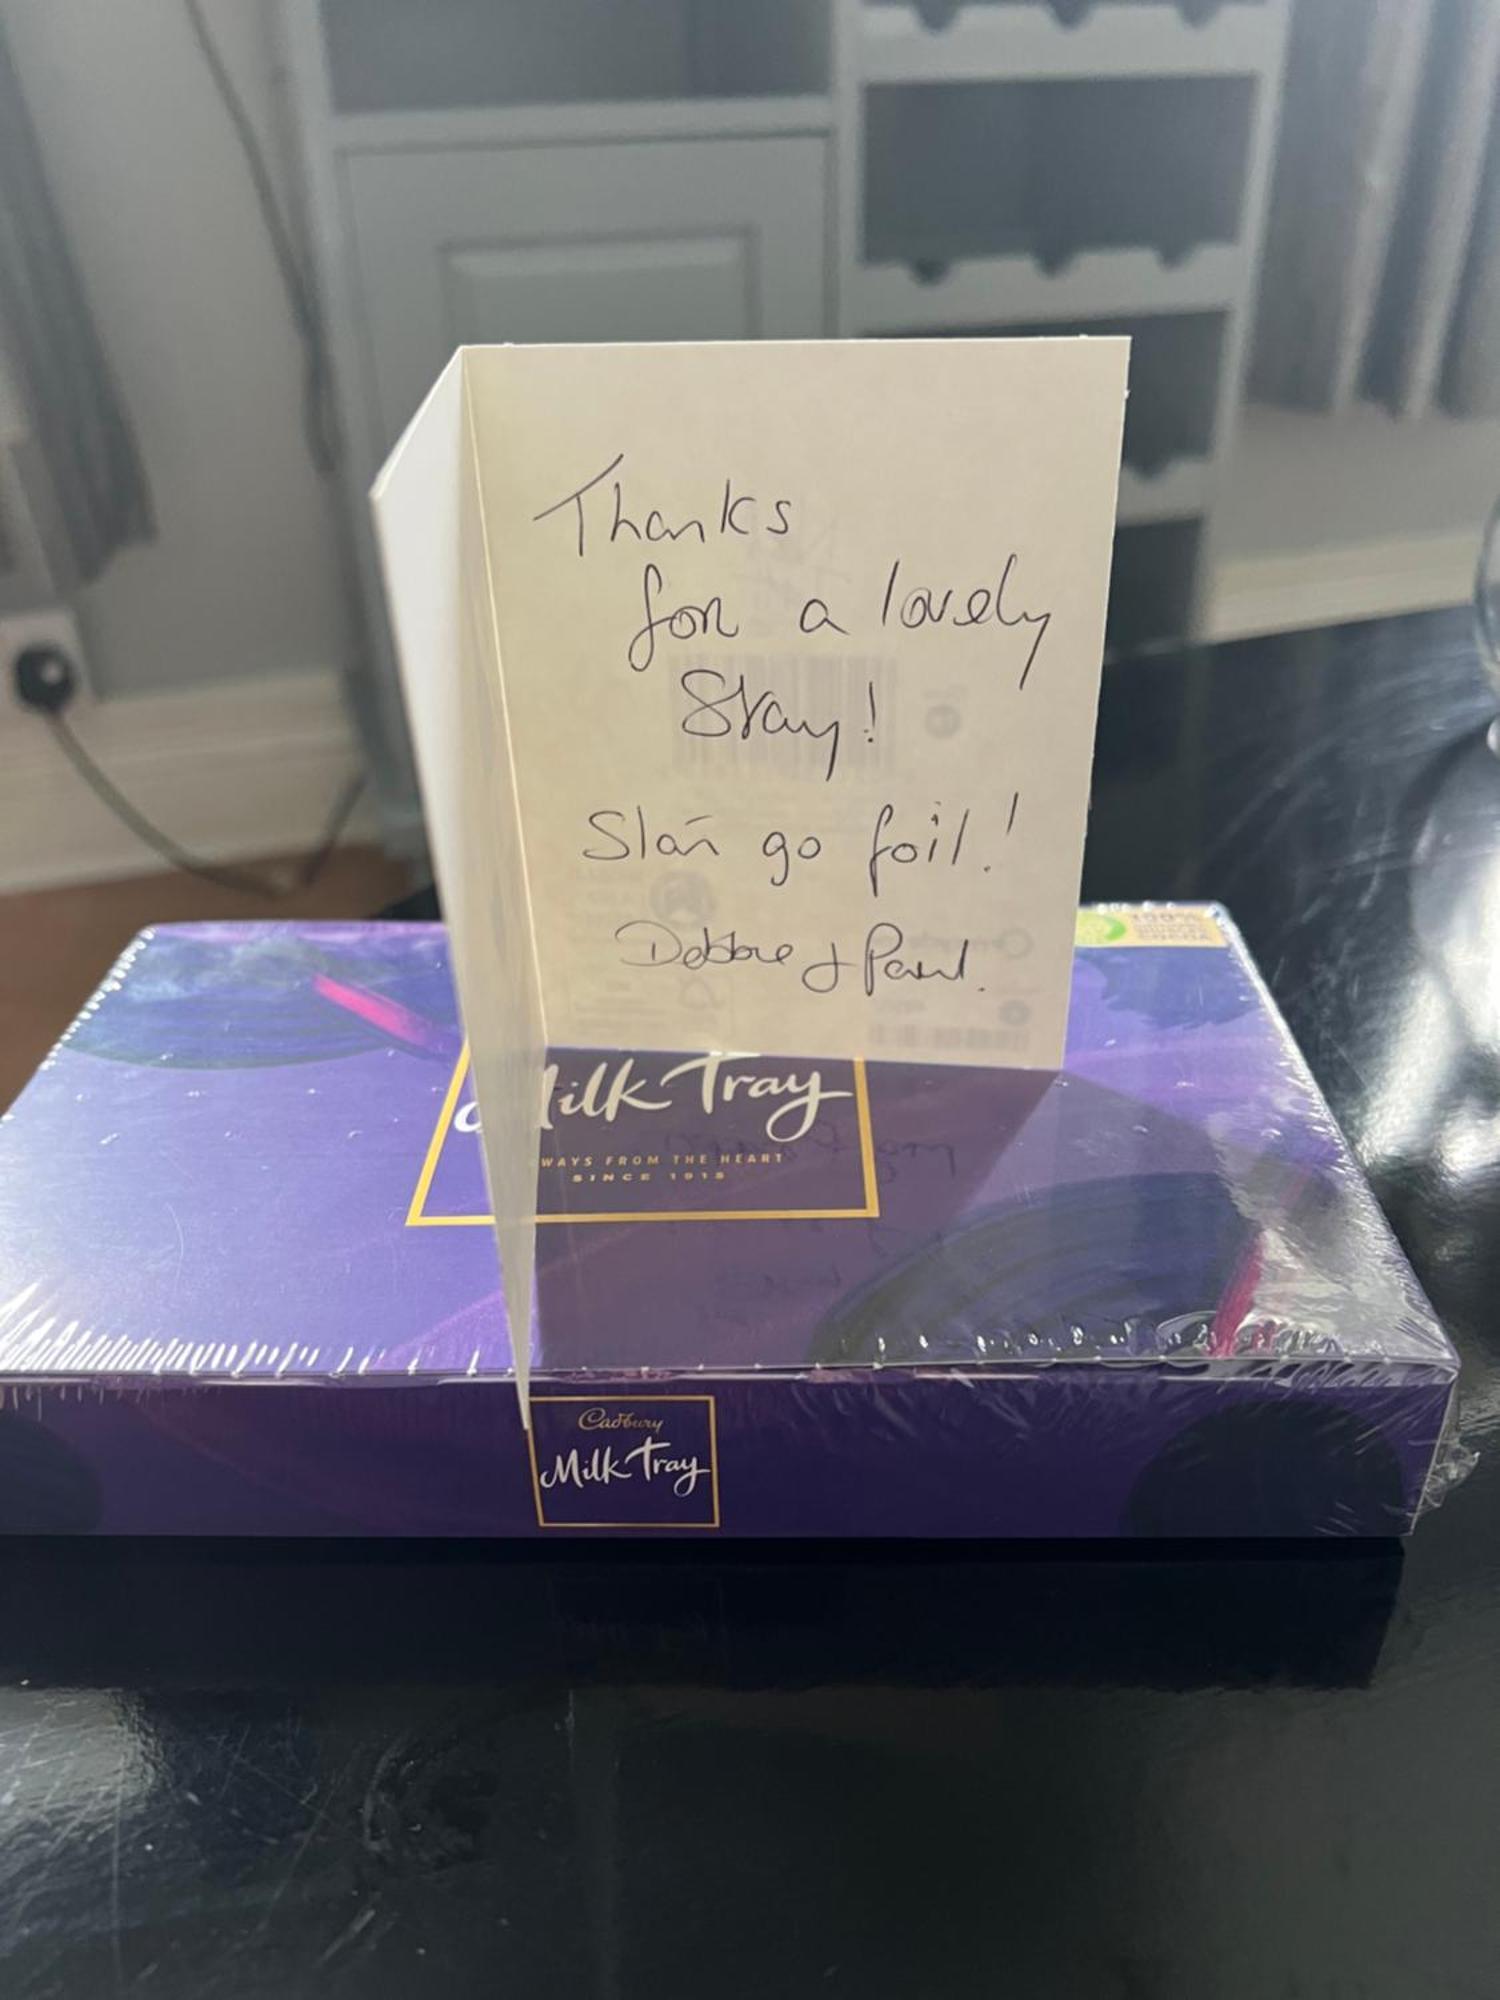 Thanks
for a lovely
Stay!
Slán go foil!
Debbie & Paul.
Milk Tray
WAYS FROM THE HEART
SINCE 1915
Cadbury
Milk Tray
100%